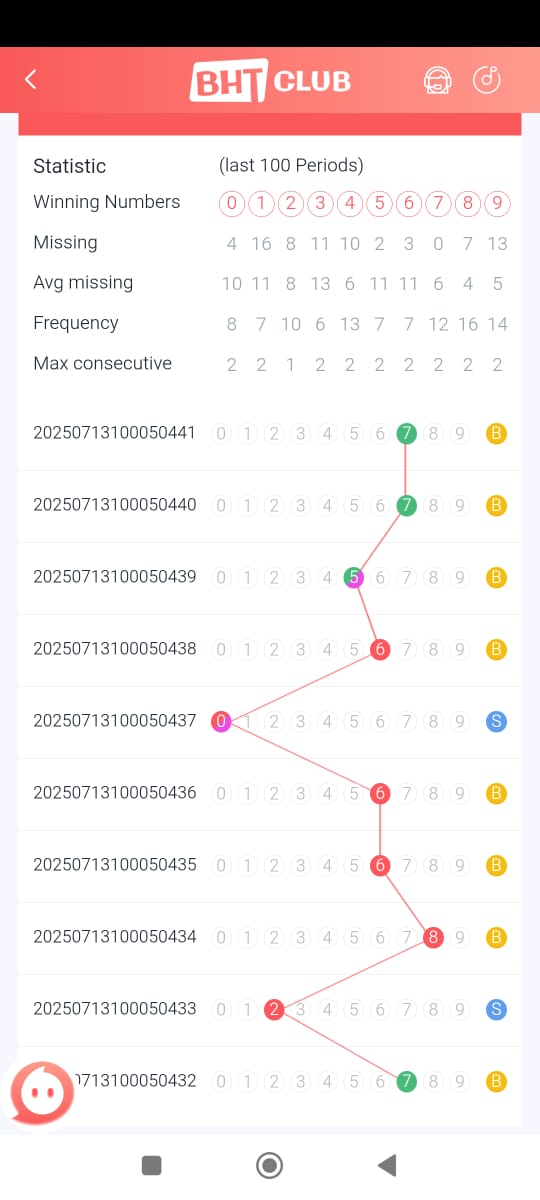 BHT CLUB
Statistic (last 100 Periods)
Winning Numbers 0 1 2 3 4 5 6 7 8 9
Missing 4 16 8 11 10 2 3 0 7 13
Avg missing 10 11 8 13 6 11 11 6 4 5
Frequency 8 7 10 6 13 7 7 12 16 14
Max consecutive 2 2 1 2 2 2 2 2 2 2
20250713100050441 0 1 2 3 4 5 6 7 8 9 B
20250713100050440 0 1 2 3 4 5 6 7 8 9 B
20250713100050439 0 1 2 3 4 5 6 7 8 9 B
20250713100050438 0 1 2 3 4 5 6 7 8 9 B
20250713100050437 0 1 2 3 4 5 6 7 8 9 S
20250713100050436 0 1 2 3 4 5 6 7 8 9 B
20250713100050435 0 1 2 3 4 5 6 7 8 9 B
20250713100050434 0 1 2 3 4 5 6 7 8 9 B
20250713100050433 0 1 2 3 4 5 6 7 8 9 S
0713100050432 0 1 2 3 4 5 6 7 8 9 B